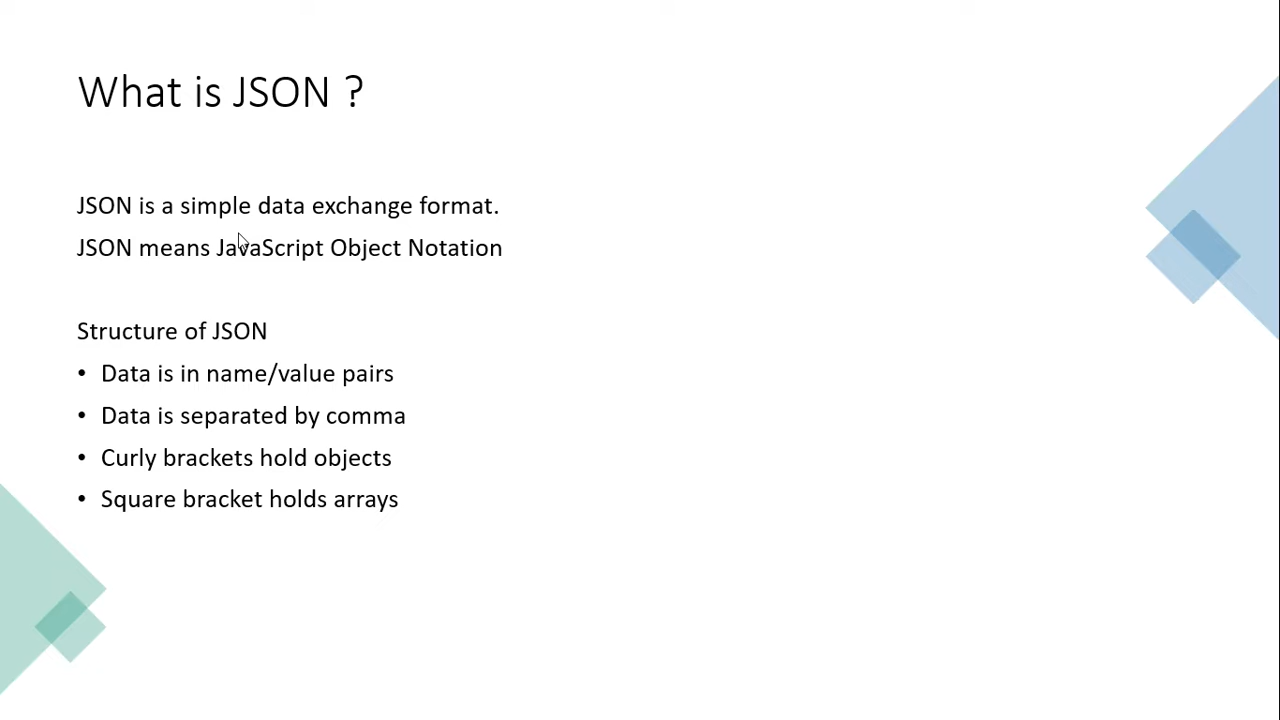 What is JSON ?
JSON is a simple data exchange format.
JSON means JavaScript Object Notation
Structure of JSON
• Data is in name/value pairs
• Data is separated by comma
• Curly brackets hold objects
• Square bracket holds arrays